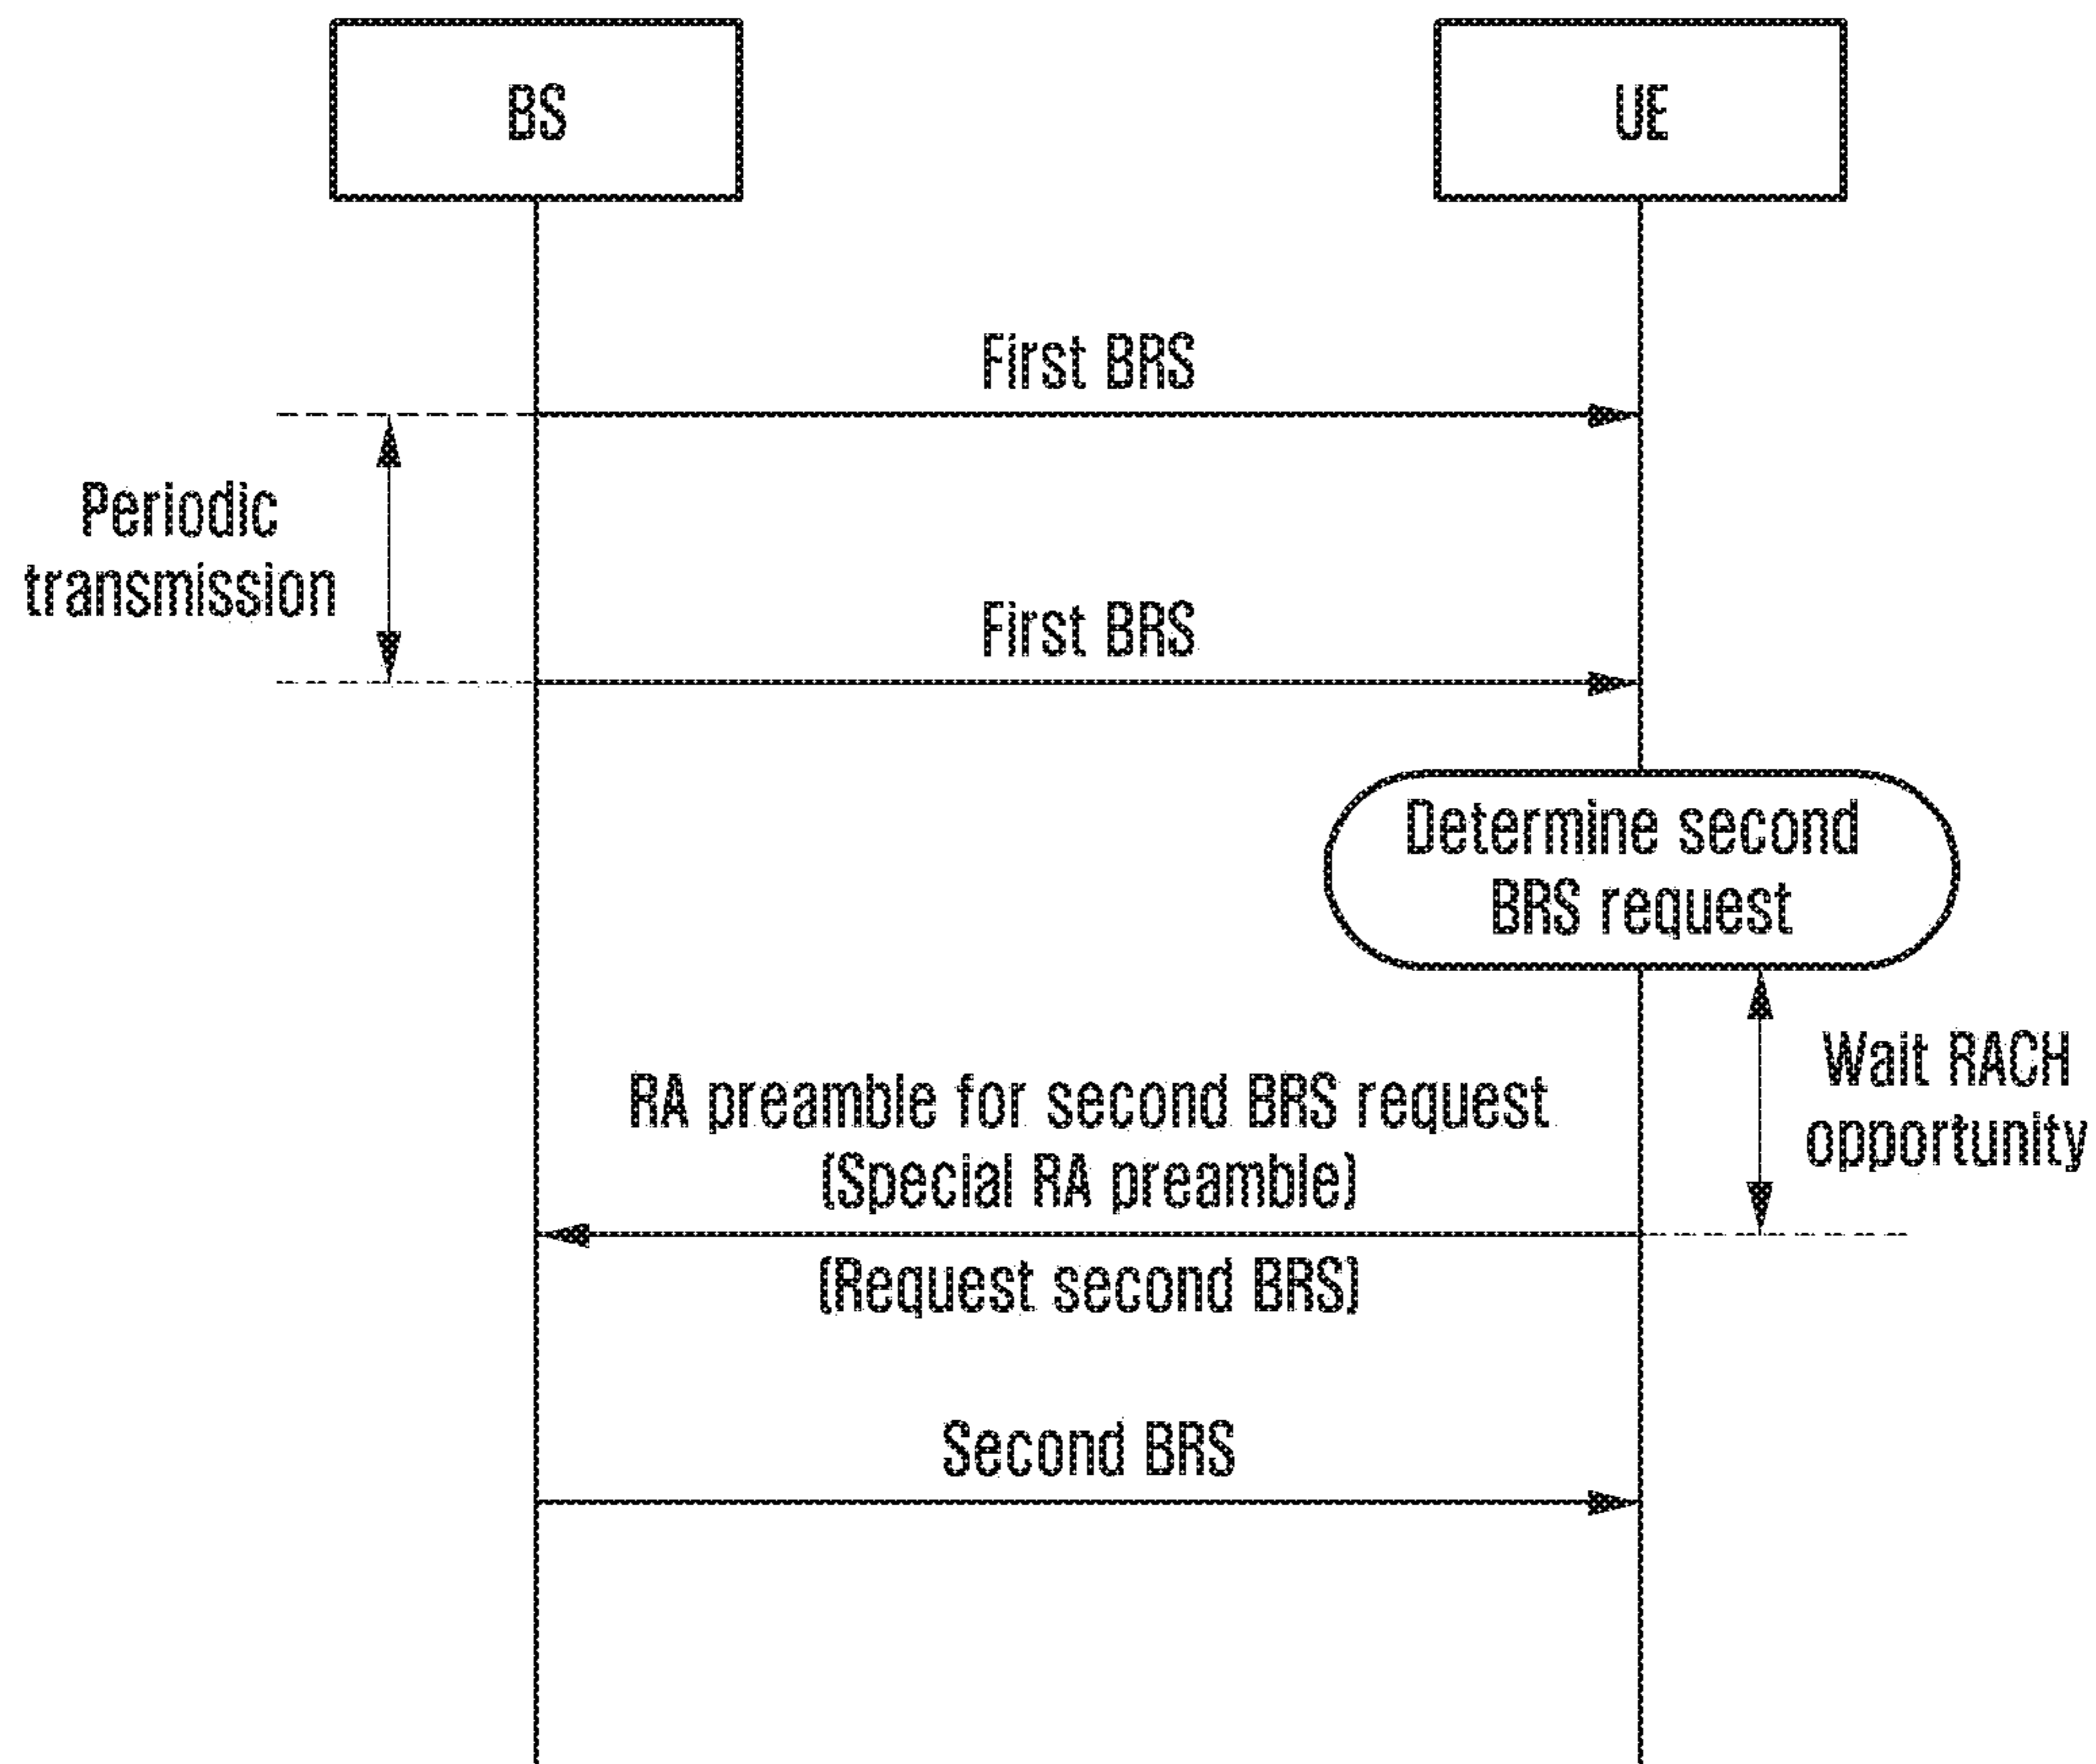 BS
UE
First BRS
Periodic
transmission
First BRS
Determine second
BRS request
Wait RACH
opportunity
RA preamble for second BRS request
(Special RA preamble)
(Request second BRS)
Second BRS